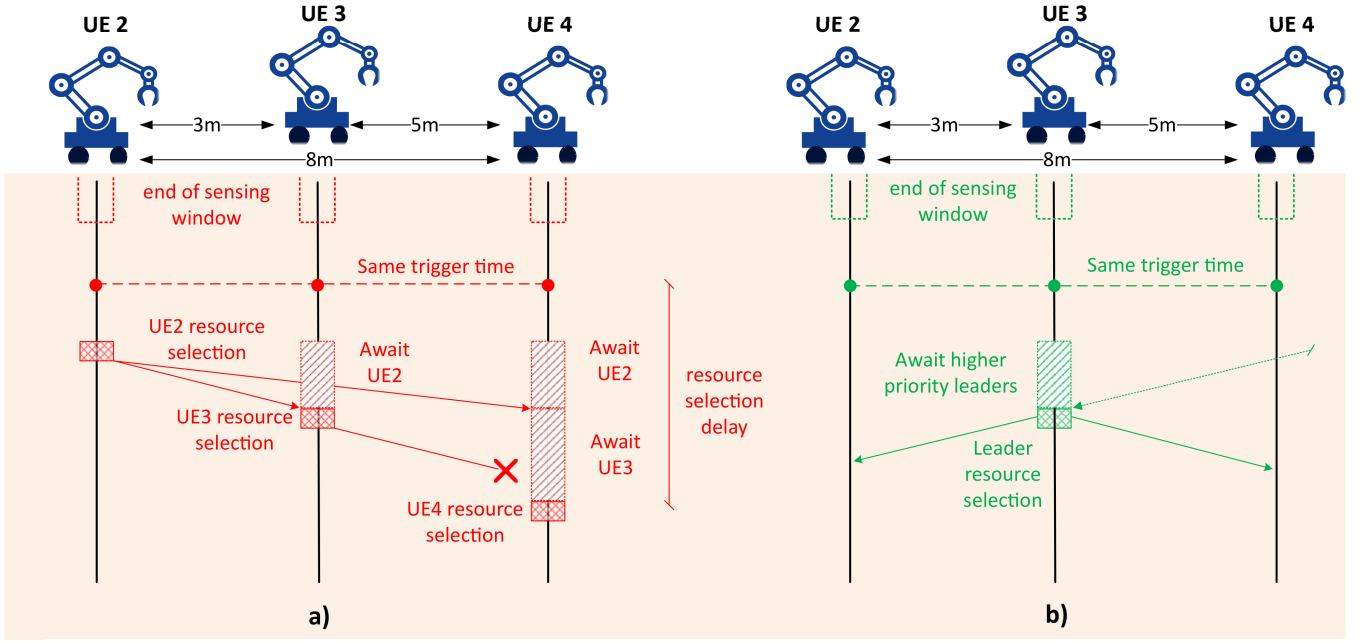 UE 2
UE 3
UE 4
3m
5m
8m
end of sensing
window
Same trigger time
UE2 resource
selection
Await
UE2
Await
UE2
resource
selection
delay
UE3 resource
selection
Await
UE3
UE4 resource
selection
a)
UE 2
UE 3
UE 4
3m
5m
8m
end of sensing
window
Same trigger time
Await higher
priority leaders
Leader
resource
selection
b)